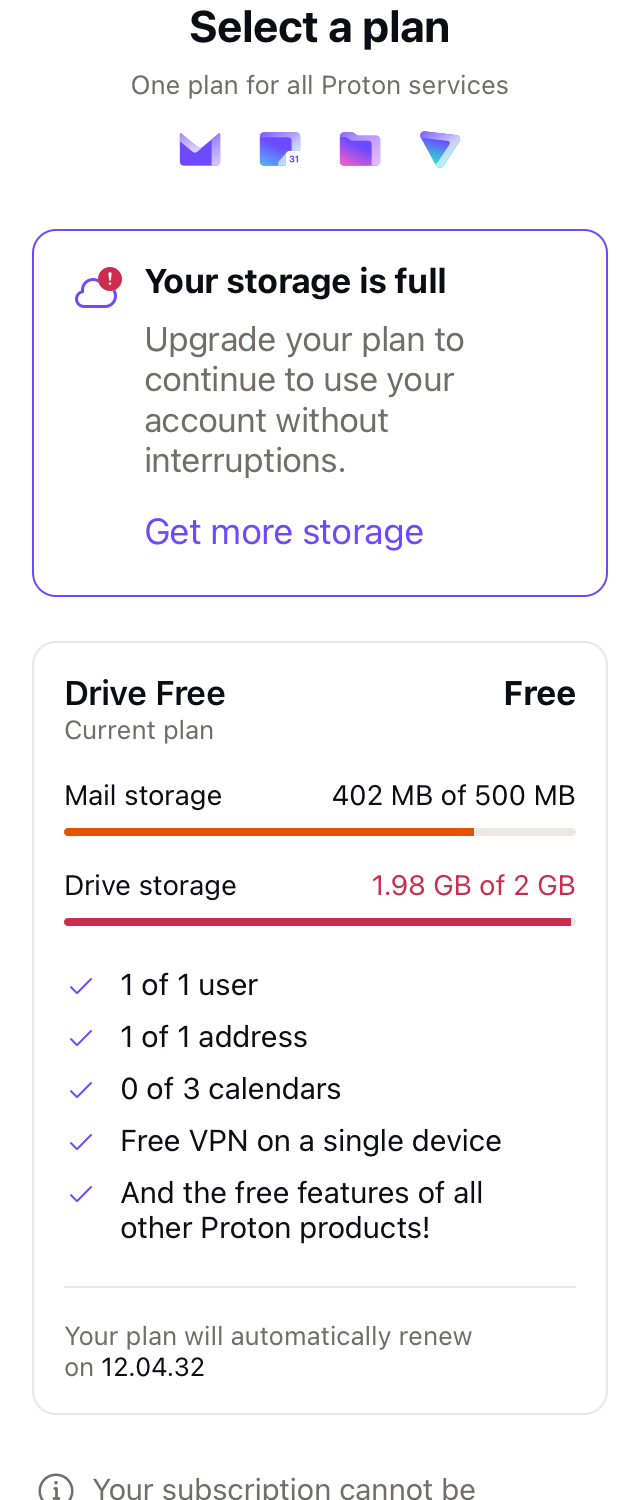 Select a plan
One plan for all Proton services
31
Your storage is full
Upgrade your plan to
continue to use your
account without
interruptions.
Get more storage
Drive Free Free
Current plan
Mail storage 402 MB of 500 MB
Drive storage 1.98 GB of 2 GB
1 of 1 user
1 of 1 address
0 of 3 calendars
Free VPN on a single device
And the free features of all
other Proton products!
Your plan will automatically renew
on 12.04.32
Your subscription cannot be